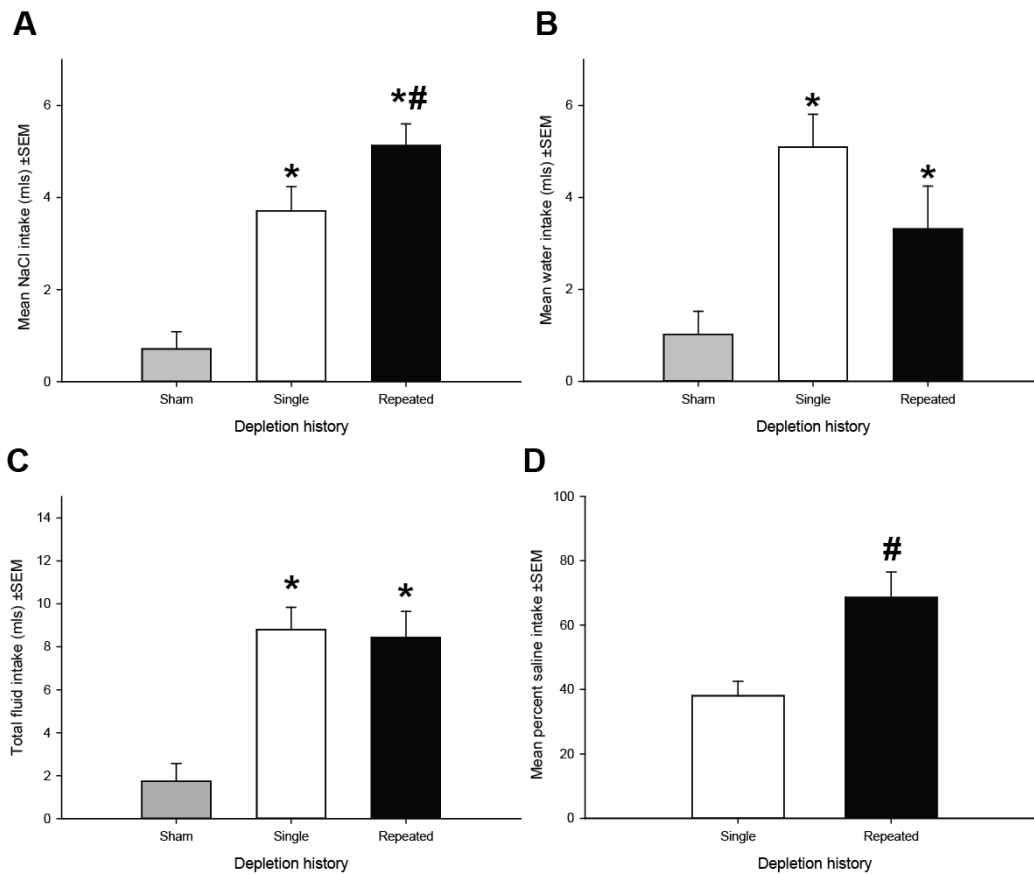 A
Mean NaCl intake (mls) ±SEM
6
4
2
0
*
*#
Sham Single Repeated
Depletion history
B
Mean water intake (mls) ±SEM
6
4
2
0
*
*
Sham Single Repeated
Depletion history
C
Total fluid intake (mls) ±SEM
14
12
10
8
6
4
2
0
*
*
Sham Single Repeated
Depletion history
D
Mean percent saline intake ±SEM
100
80
60
40
20
0
#
Single Repeated
Depletion history